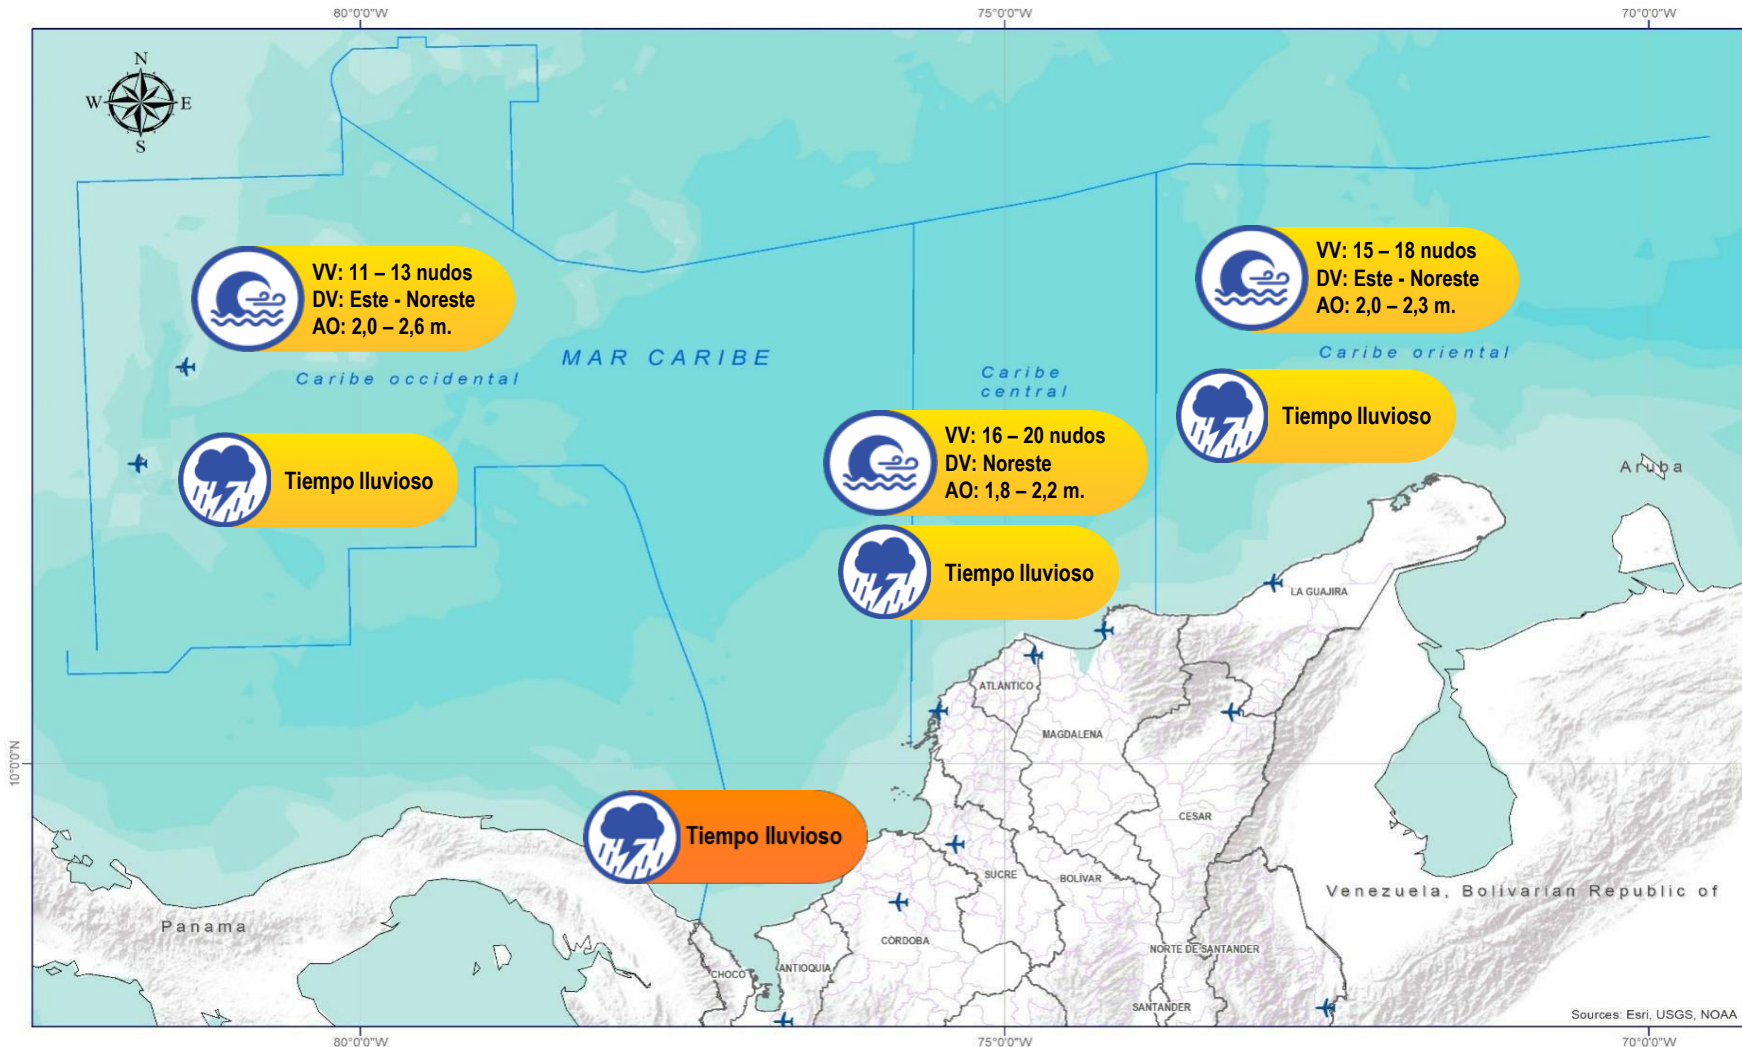 80°0'0"W
75°0'0"W
70°0'0"W
N
W
E
S
VV: 11 – 13 nudos
DV: Este - Noreste
AO: 2,0 – 2,6 m.
VV: 15 – 18 nudos
DV: Este - Noreste
AO: 2,0 – 2,3 m.
MAR CARIBE
Caribe occidental
Caribe
central
Caribe oriental
Tiempo lluvioso
VV: 16 – 20 nudos
DV: Noreste
AO: 1,8 – 2,2 m.
Aruba
Tiempo lluvioso
Tiempo lluvioso
LA GUAJIRA
ATLÁNTICO
MAGDALENA
10°0'0"N
CESAR
Tiempo lluvioso
SUCRE
BOLÍVAR
Venezuela, Bolivarian Republic of
Panama
CÓRDOBA
NORTE DE SANTANDER
CHOCO
ANTIOQUIA
SANTANDER
Sources: Esri, USGS, NOAA
80°0'0"W
75°0'0"W
70°0'0"W